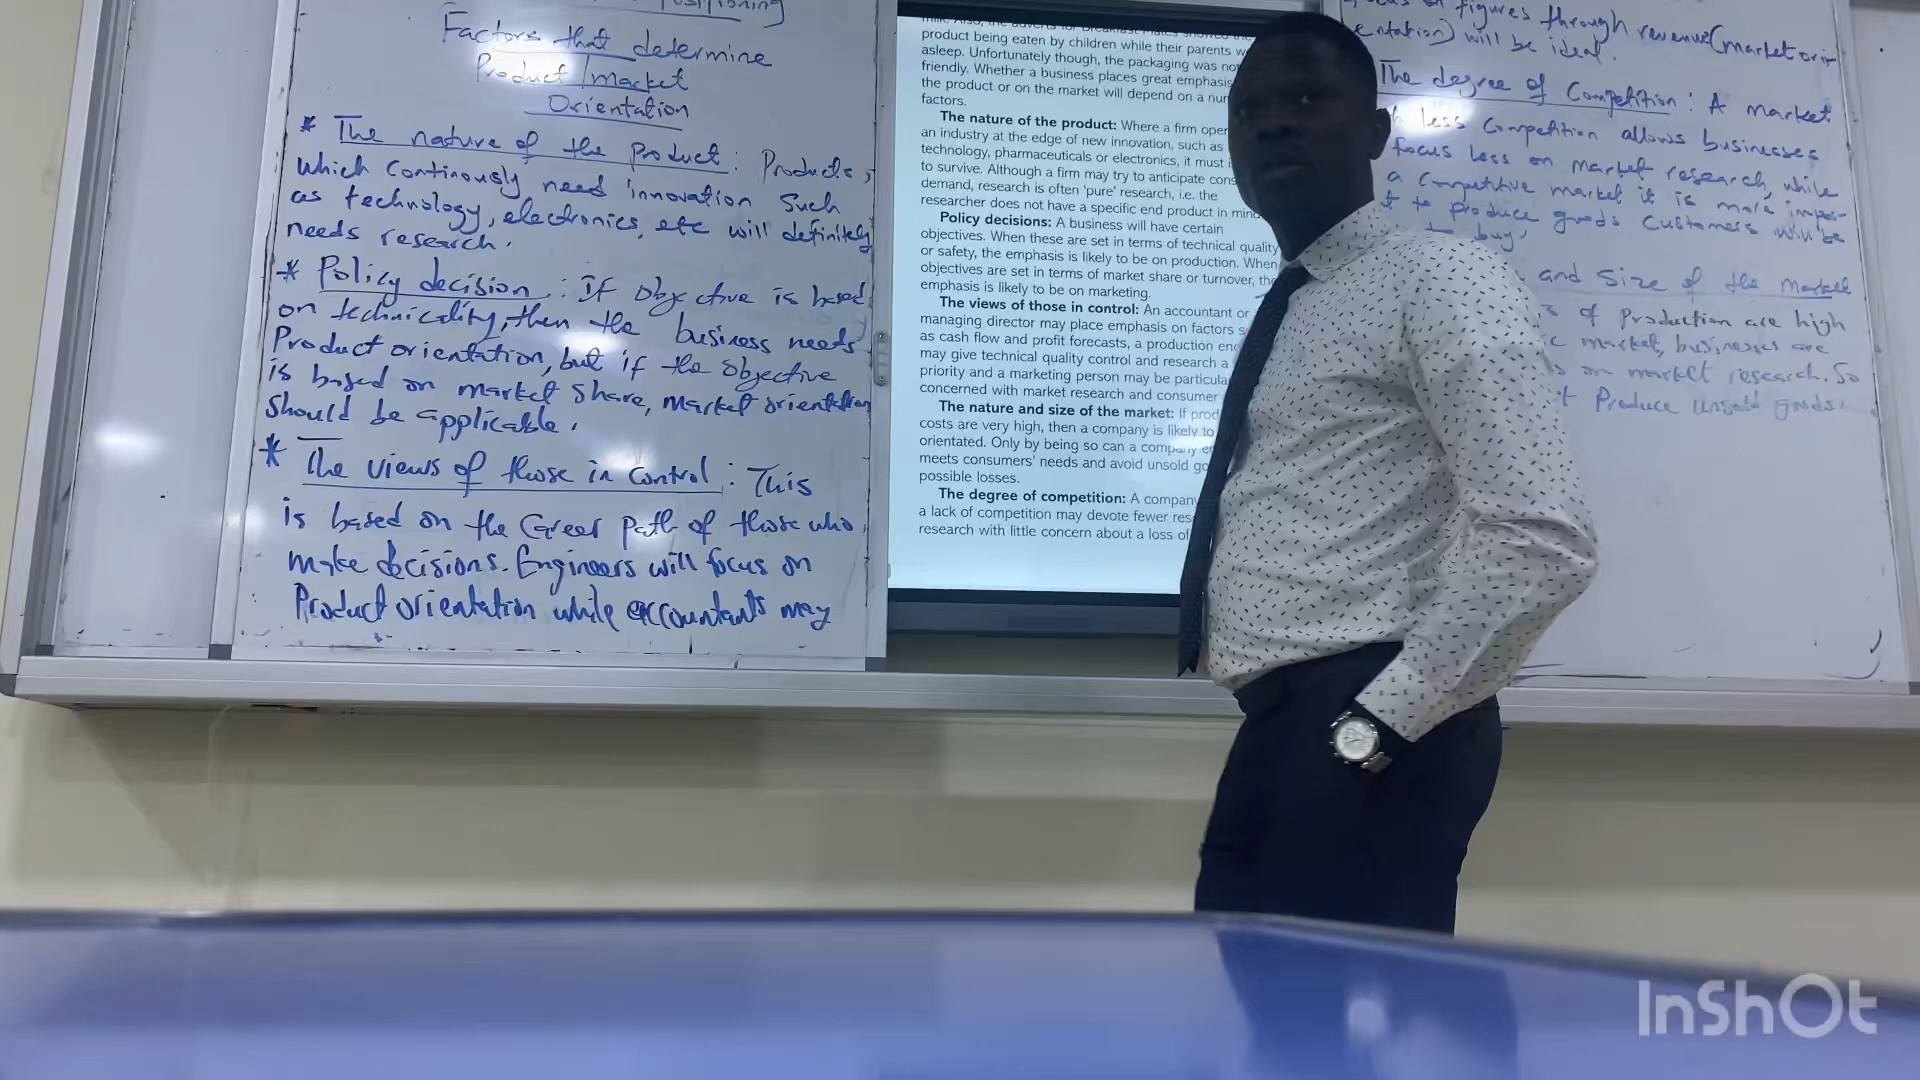 Positioning
Factors that determine
Product/market
Orientation
* The nature of the product: Products,
which continously need innovation such
as technology, electronics, etc will definitely
needs research.
* Policy decision: If objective is based
on technicality, then the business needs
Product orientation, but if the objective
is based on market share, market orientation
should be applicable.
* The views of those in control: This
is based on the Career path of those who
make decisions. Engineers will focus on
Product orientation while accountants may
product being eaten by children while their parents
asleep. Unfortunately though, the packaging was not
friendly. Whether a business places great emphasis
the product or on the market will depend on a
factors.
The nature of the product: Where a firm
an industry at the edge of new innovation, such as
technology, pharmaceuticals or electronics, it must
to survive. Although a firm may try to anticipate
demand, research is often 'pure' research, i.e. the
researcher does not have a specific end product in mind
Policy decisions: A business will have certain
objectives. When these are set in terms of technical quality
or safety, the emphasis is likely to be on production. When
objectives are set in terms of market share or turnover, the
emphasis is likely to be on marketing.
The views of those in control: An accountant or
managing director may place emphasis on factors
as cash flow and profit forecasts, a production
may give technical quality control and research a
priority and a marketing person may be
concerned with market research and consumer
The nature and size of the market: If
costs are very high, then a company is likely to
orientated. Only by being so can a company
meets consumers' needs and avoid unsold
possible losses.
The degree of competition: A company
a lack of competition may devote fewer
research with little concern about a loss of
on figures through revenue (market ori
entation) will be ideal.
The degree of Competition: A market
less Competition allows businesses
focus less on market research, while
a competitive market it is more impor-
to produce goods Customers will be
buy.
and size of the market
of Production are high
market, businesses are
on market research. So
Produce unsold goods.
InShOt